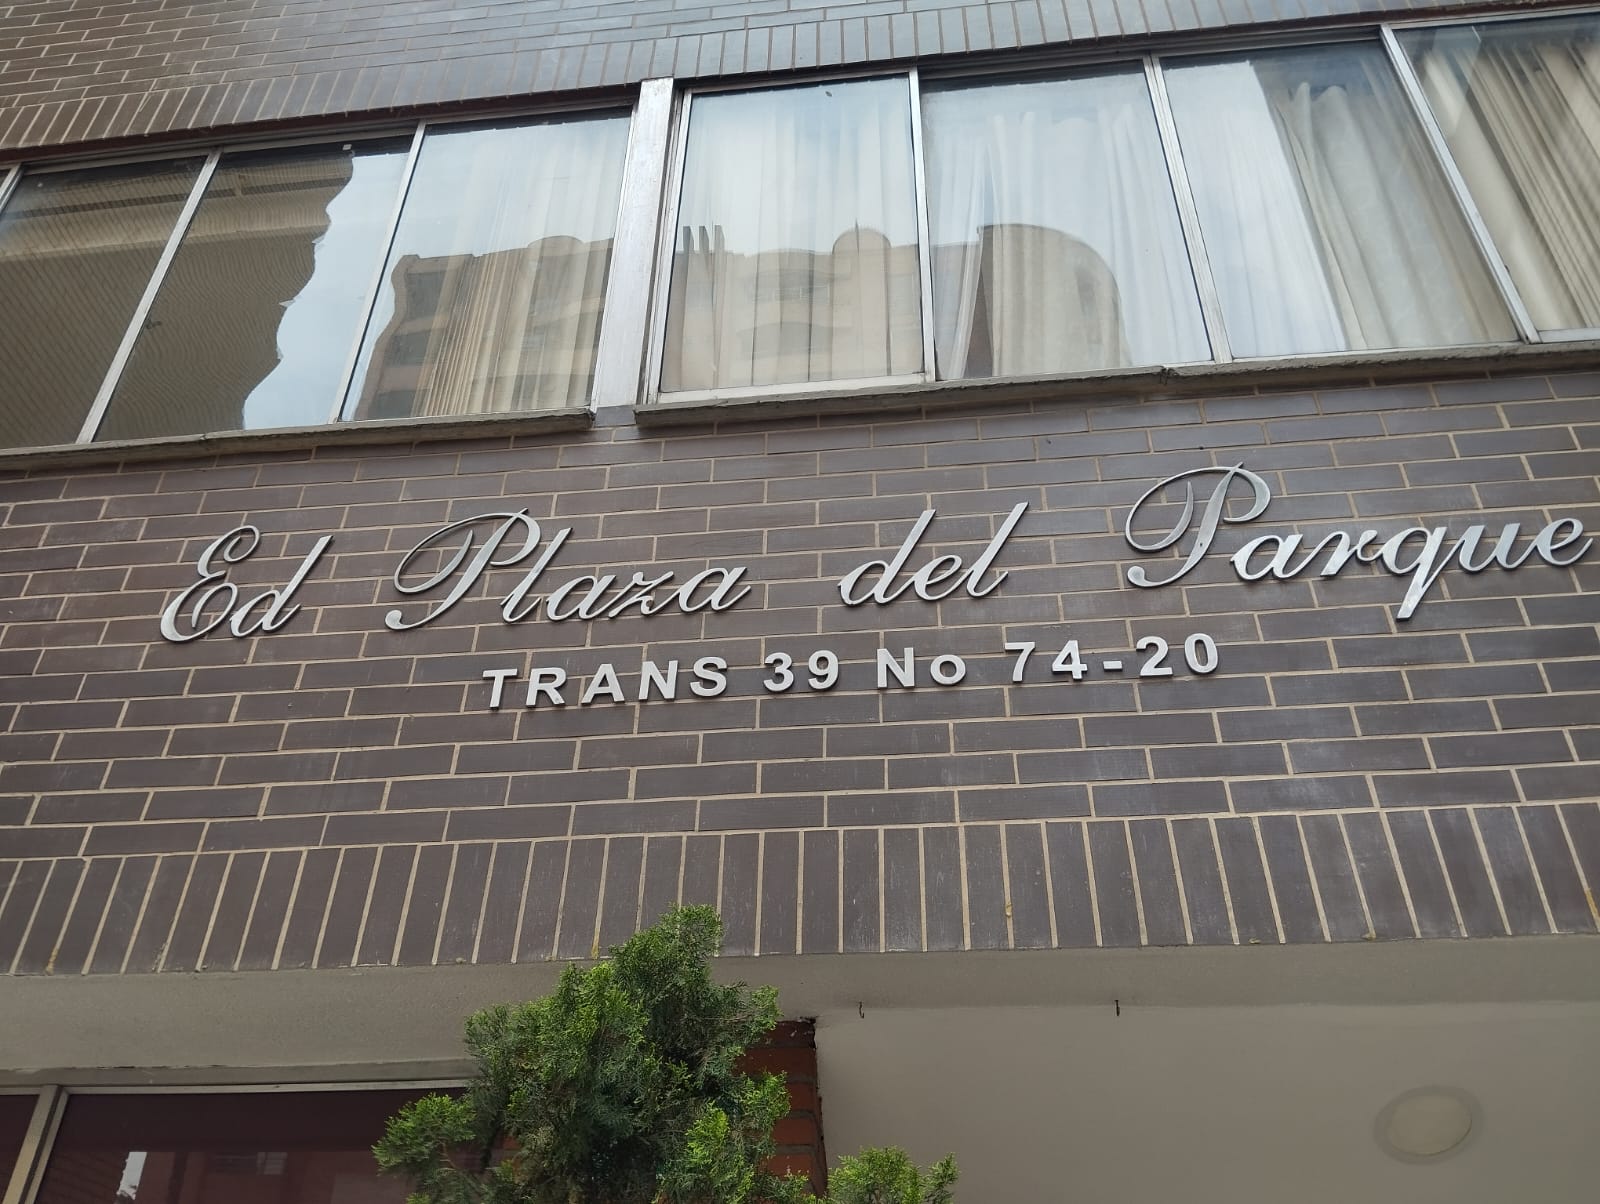 Ed Plaza del Parque
TRANS 39 No 74-20